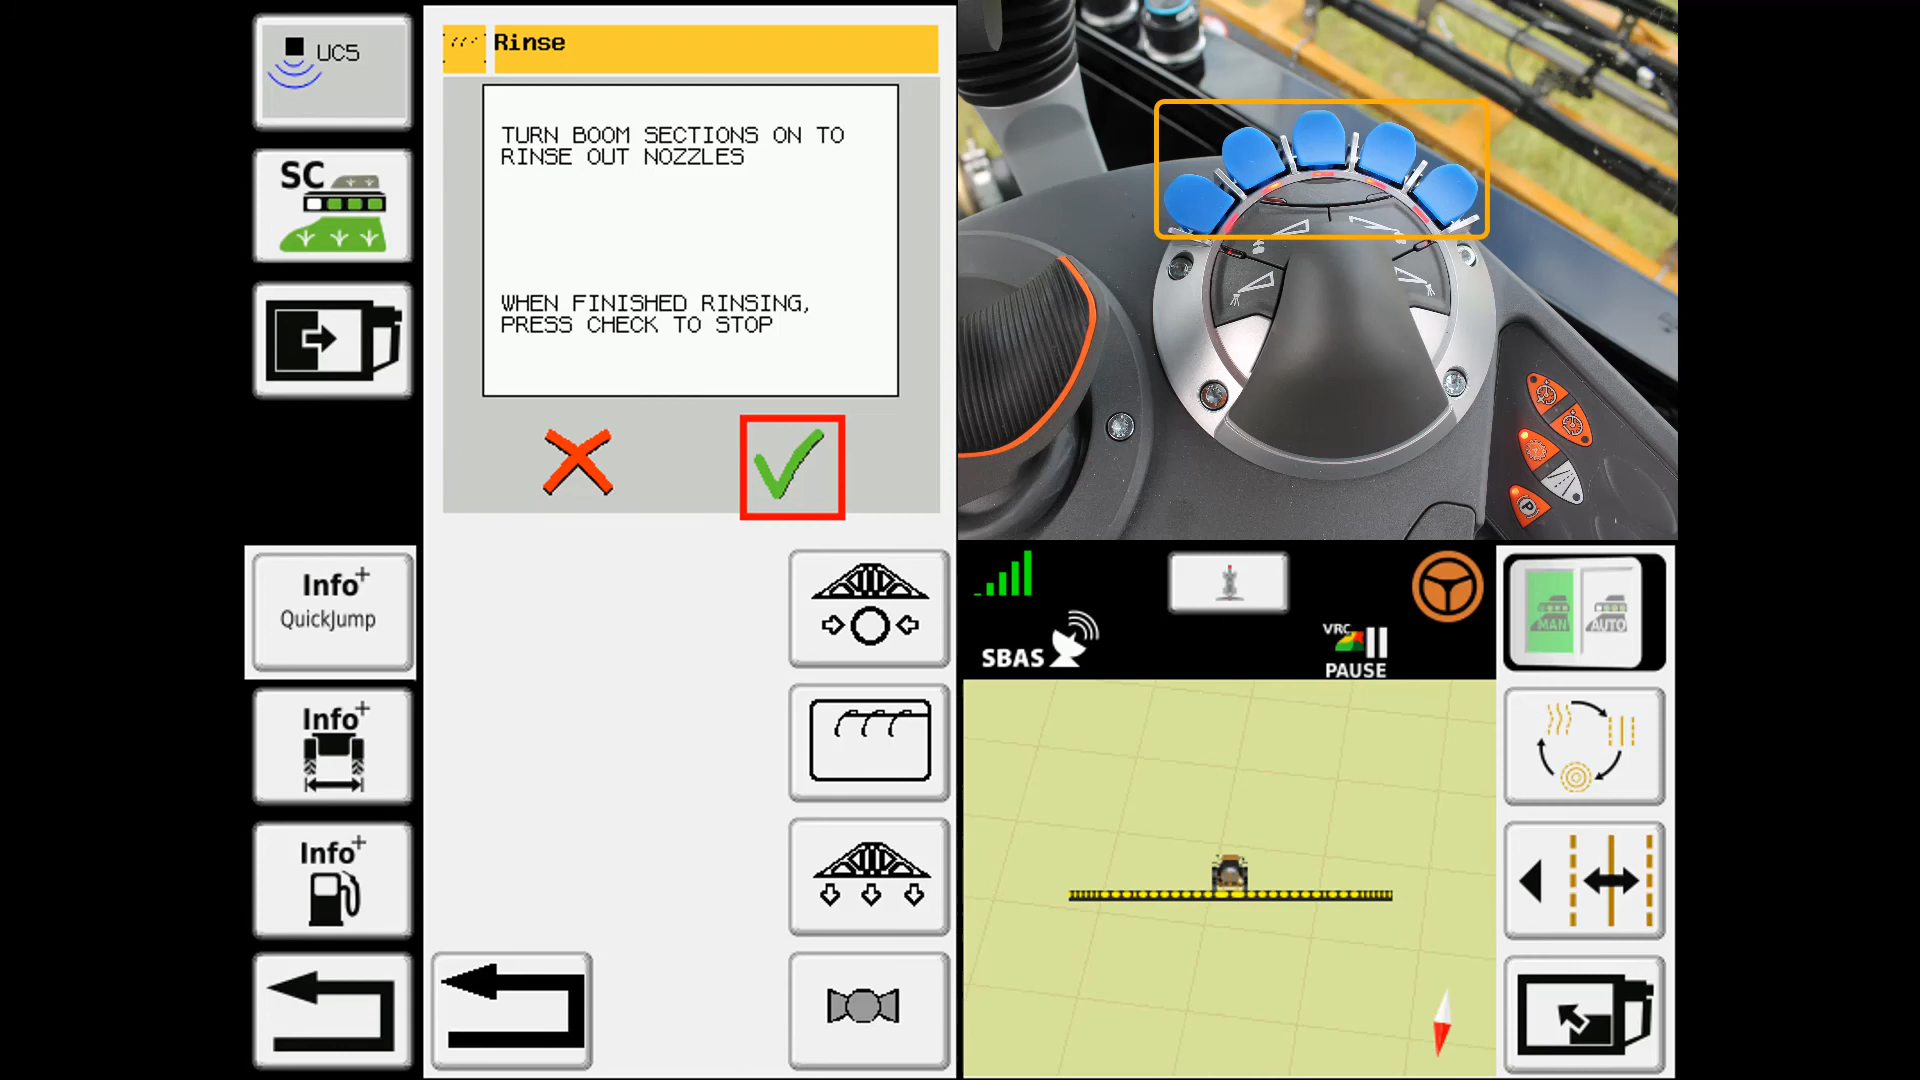 UC5
SC
Info+
QuickJump
Info+
Info+
Rinse
TURN BOOM SECTIONS ON TO
RINSE OUT NOZZLES
WHEN FINISHED RINSING,
PRESS CHECK TO STOP
P
SBAS
VRC
PAUSE
MAN
AUTO